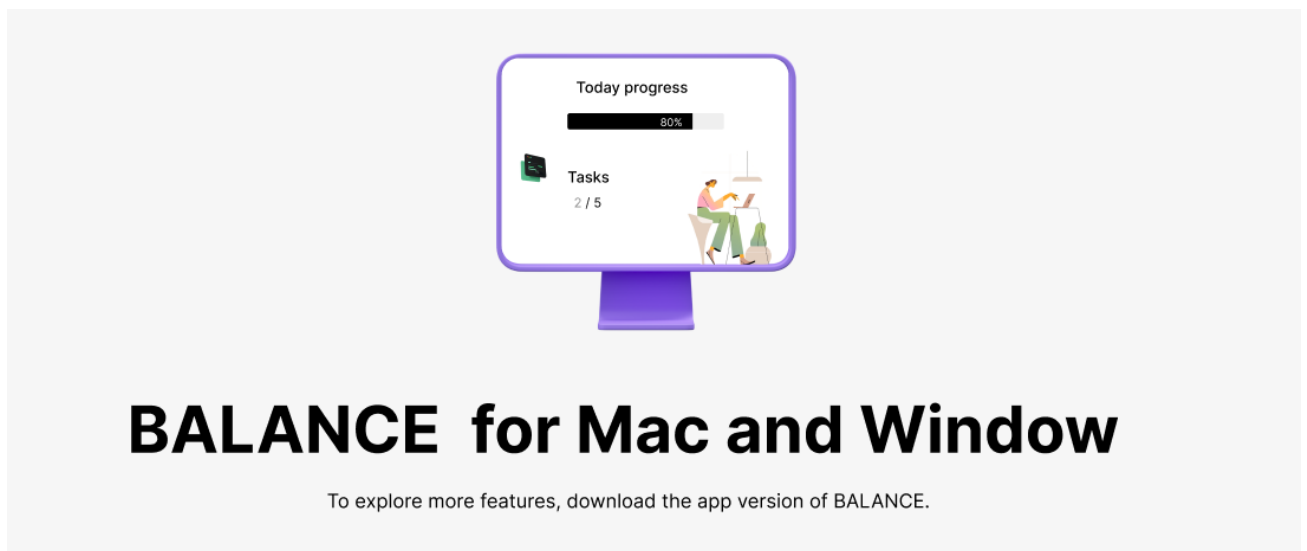 Today progress
80%
Tasks
2 / 5
BALANCE for Mac and Window
To explore more features, download the app version of BALANCE.